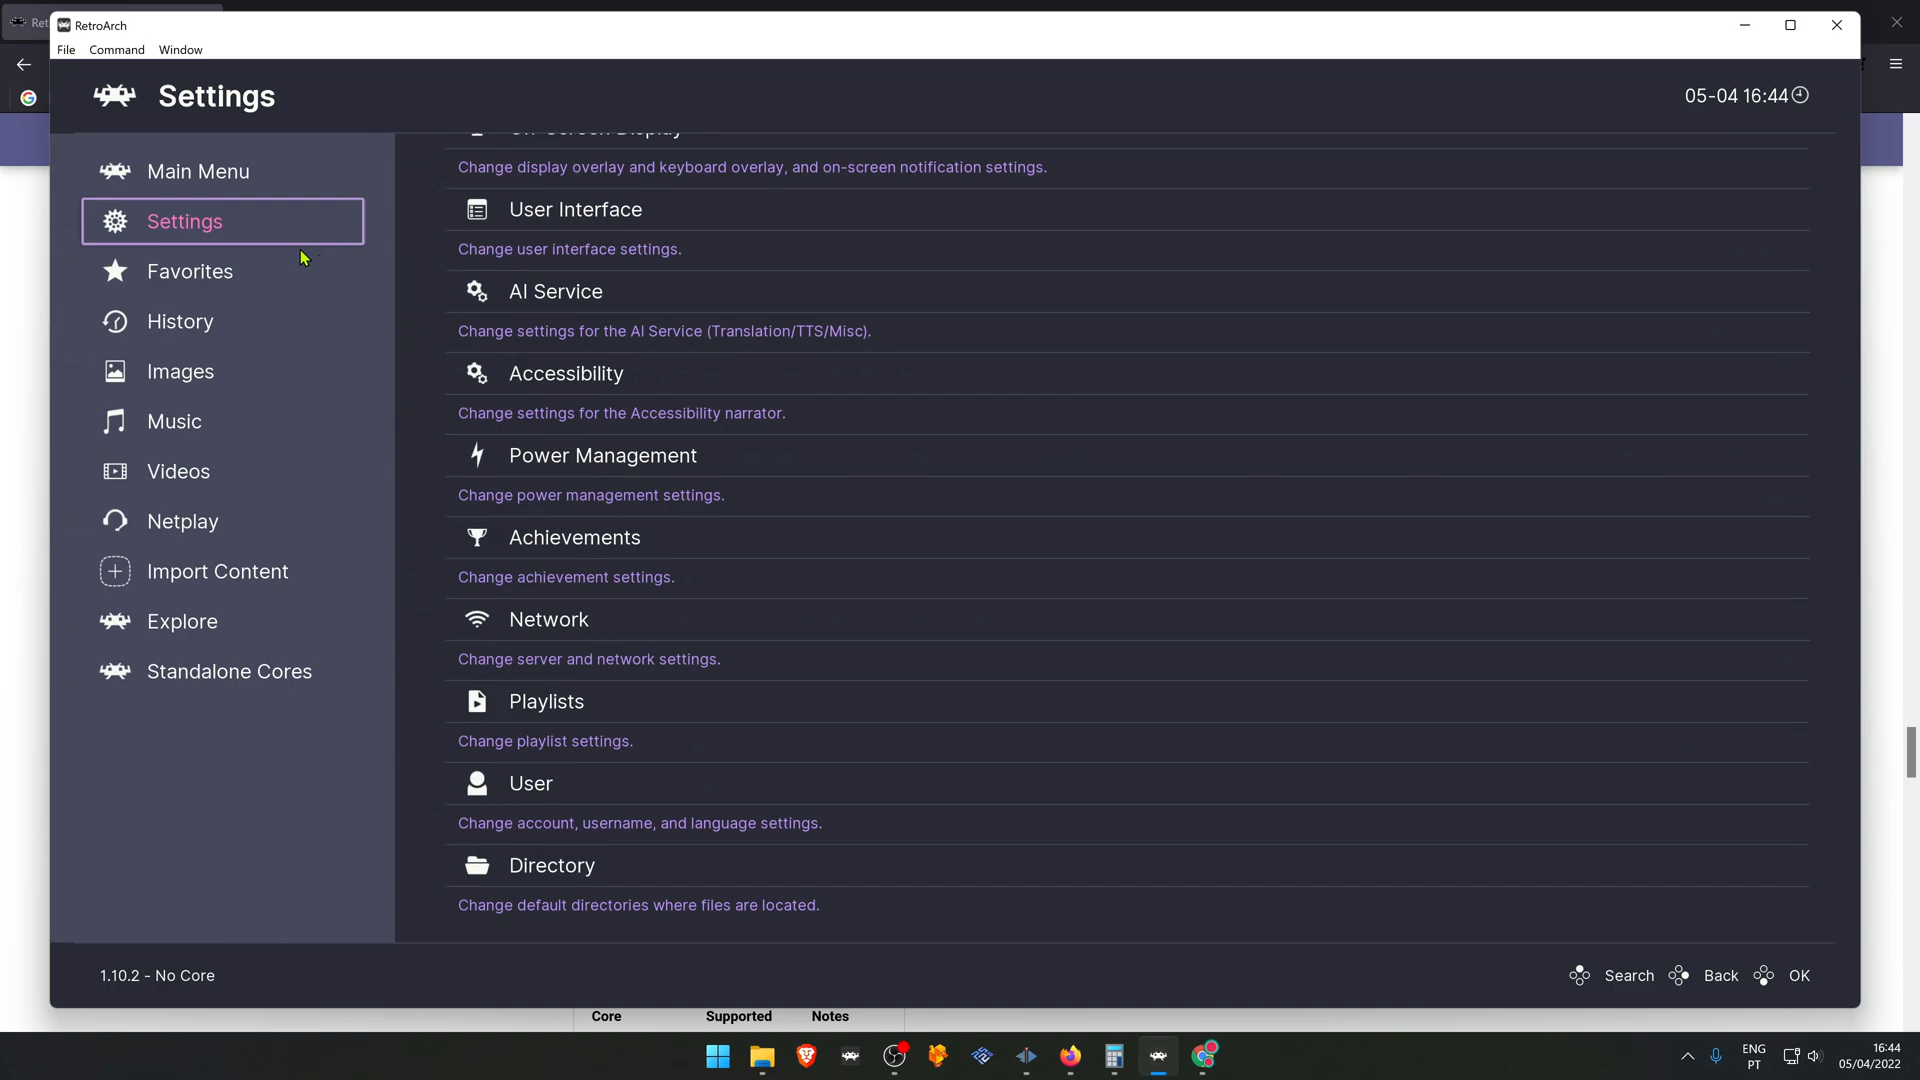 Ret
RetroArch
File Command Window
Settings
05-04 16:44
Main Menu
Settings
Favorites
History
Images
Music
Videos
Netplay
Import Content
Explore
Standalone Cores
On-Screen Display
Change display overlay and keyboard overlay, and on-screen notification settings.
User Interface
Change user interface settings.
AI Service
Change settings for the AI Service (Translation/TTS/Misc).
Accessibility
Change settings for the Accessibility narrator.
Power Management
Change power management settings.
Achievements
Change achievement settings.
Network
Change server and network settings.
Playlists
Change playlist settings.
User
Change account, username, and language settings.
Directory
Change default directories where files are located.
1.10.2 - No Core
Search Back OK
Core Supported Notes
ENG
PT
16:44
05/04/2022